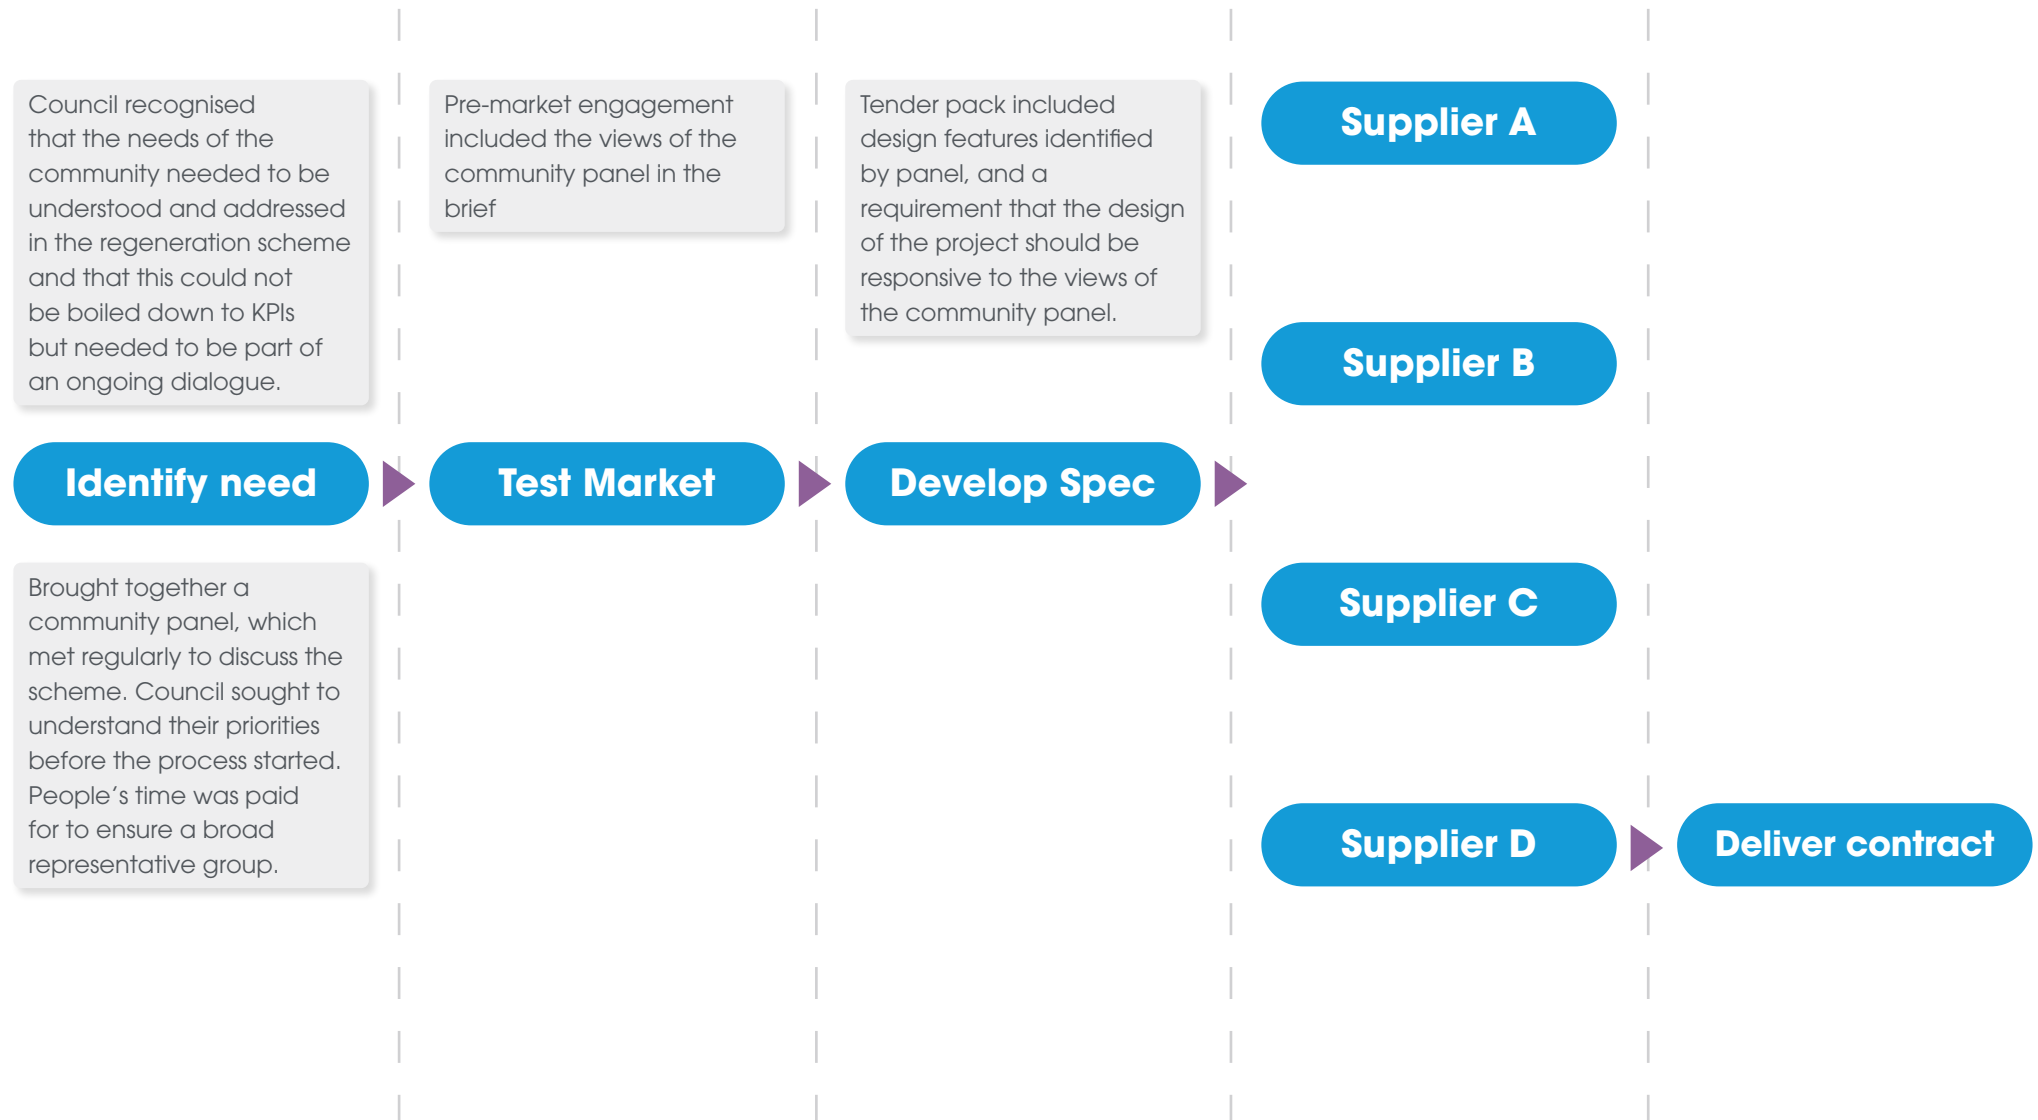 Council recognised
that the needs of the
community needed to be
understood and addressed
in the regeneration scheme
and that this could not
be boiled down to KPIs
but needed to be part of
an ongoing dialogue.
Identify need
Brought together a
community panel, which
met regularly to discuss the
scheme. Council sought to
understand their priorities
before the process started.
People’s time was paid
for to ensure a broad
representative group.
Pre-market engagement
included the views of the
community panel in the
brief
Test Market
Tender pack included
design features identified
by panel, and a
requirement that the design
of the project should be
responsive to the views of
the community panel.
Develop Spec
Supplier A
Supplier B
Supplier C
Supplier D
Deliver contract